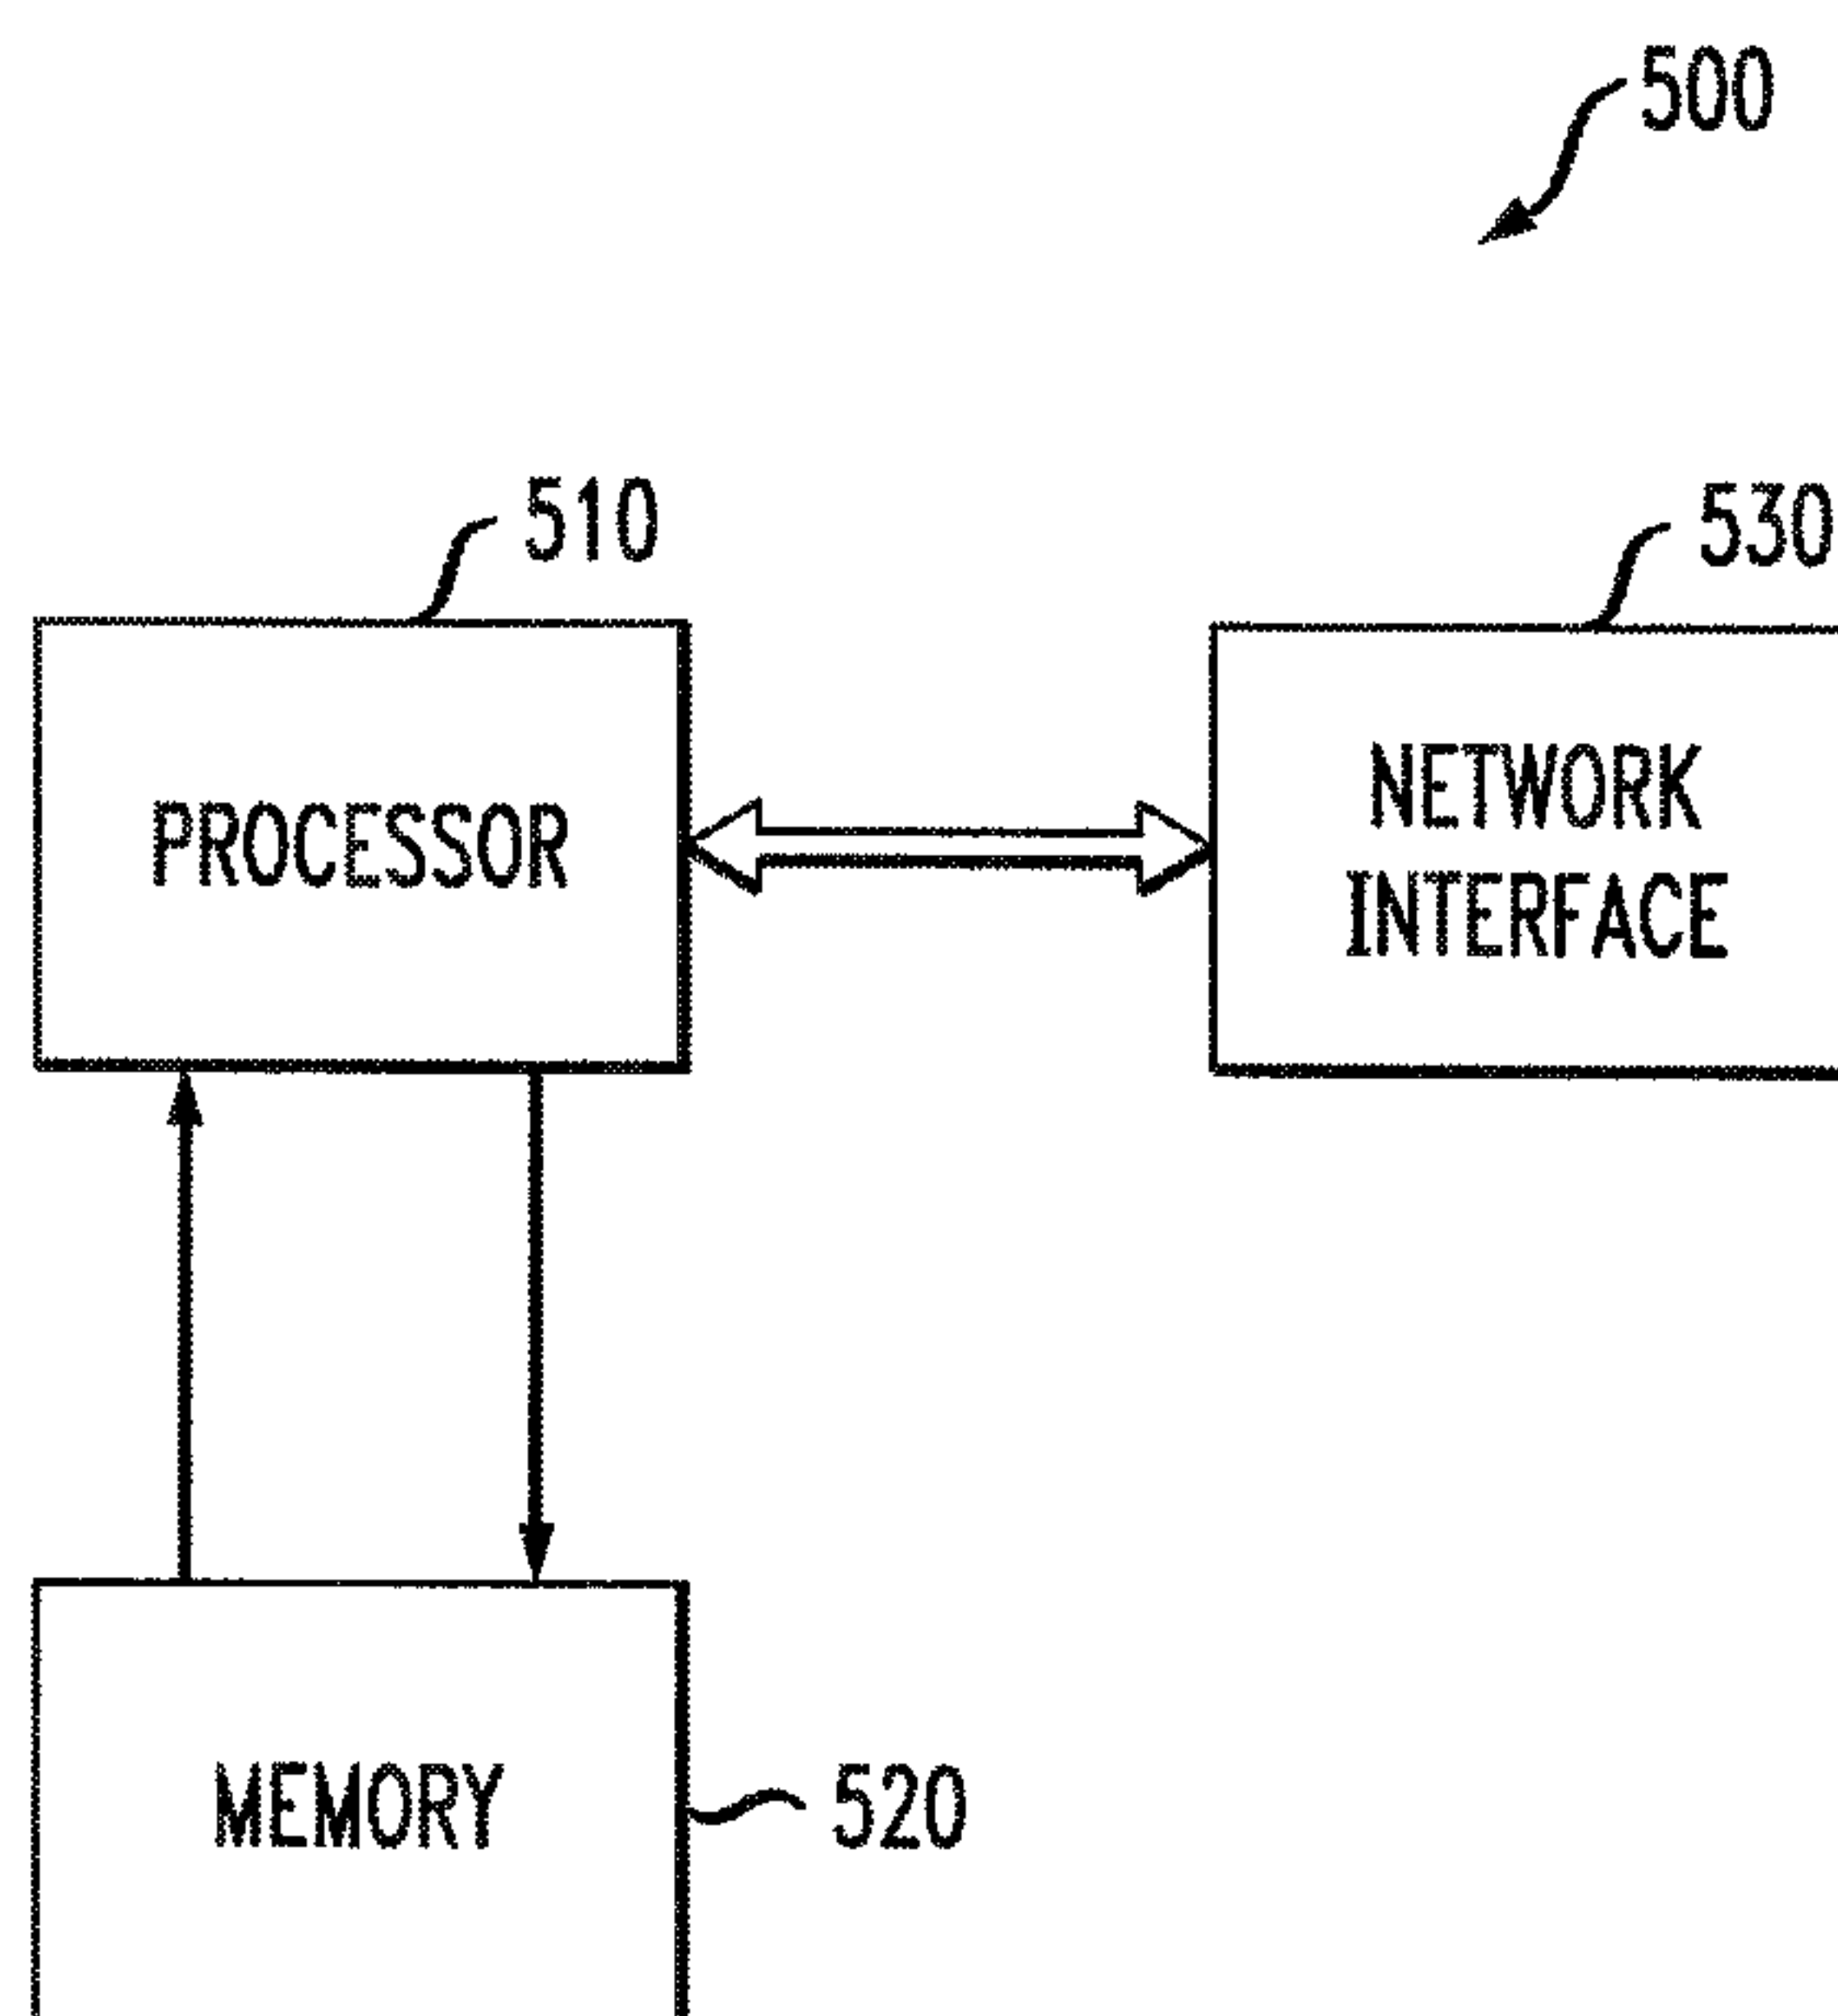 500
510
530
PROCESSOR
NETWORK
INTERFACE
MEMORY
520